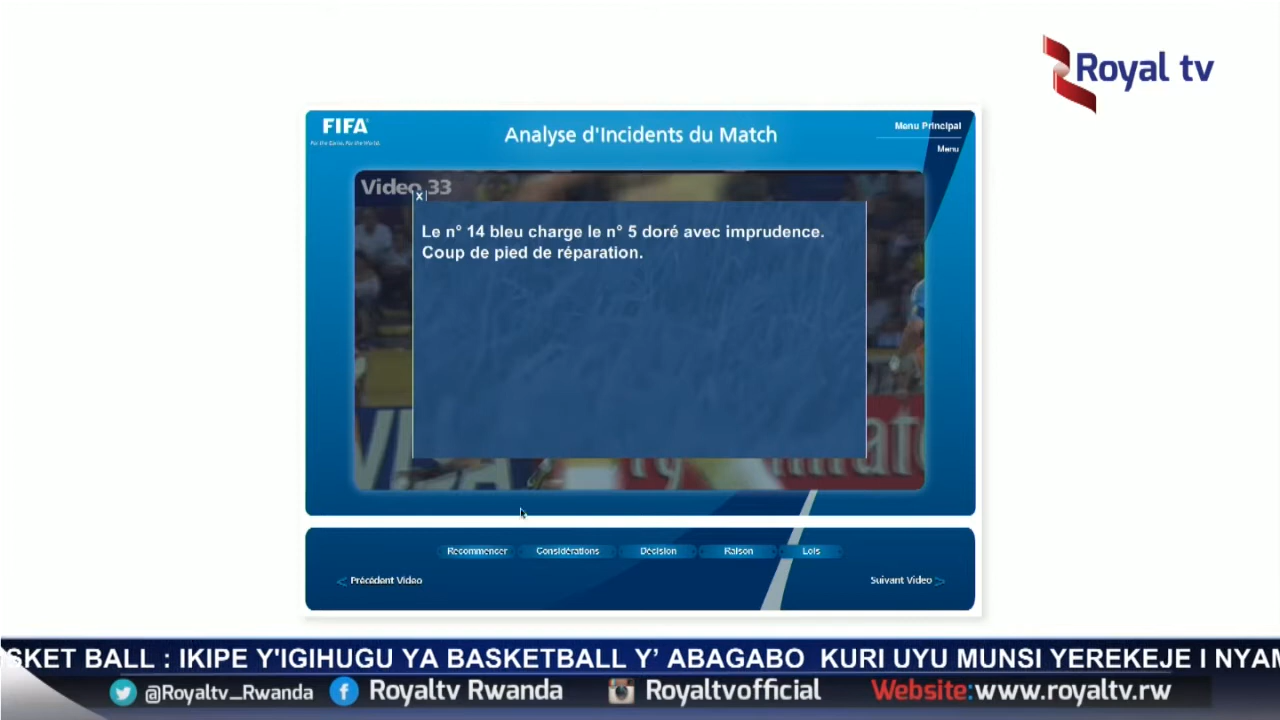 Royal tv
FIFA
For the Game. For the World.
Analyse d'Incidents du Match
Menu Principal
Menu
Video 33
X
Le n° 14 bleu charge le n° 5 doré avec imprudence.
Coup de pied de réparation.
VISA
Emirates
Recommencer
Considérations
Décision
Raison
Lois
< Précédent Video
Suivant Video >
SKET BALL : IKIPE Y'IGIHUGU YA BASKETBALL Y’ ABAGABO KURI UYU MUNSI YEREKEJE I NYAM
@Royaltv_Rwanda
Royaltv Rwanda
Royaltvofficial
Website:www.royaltv.rw